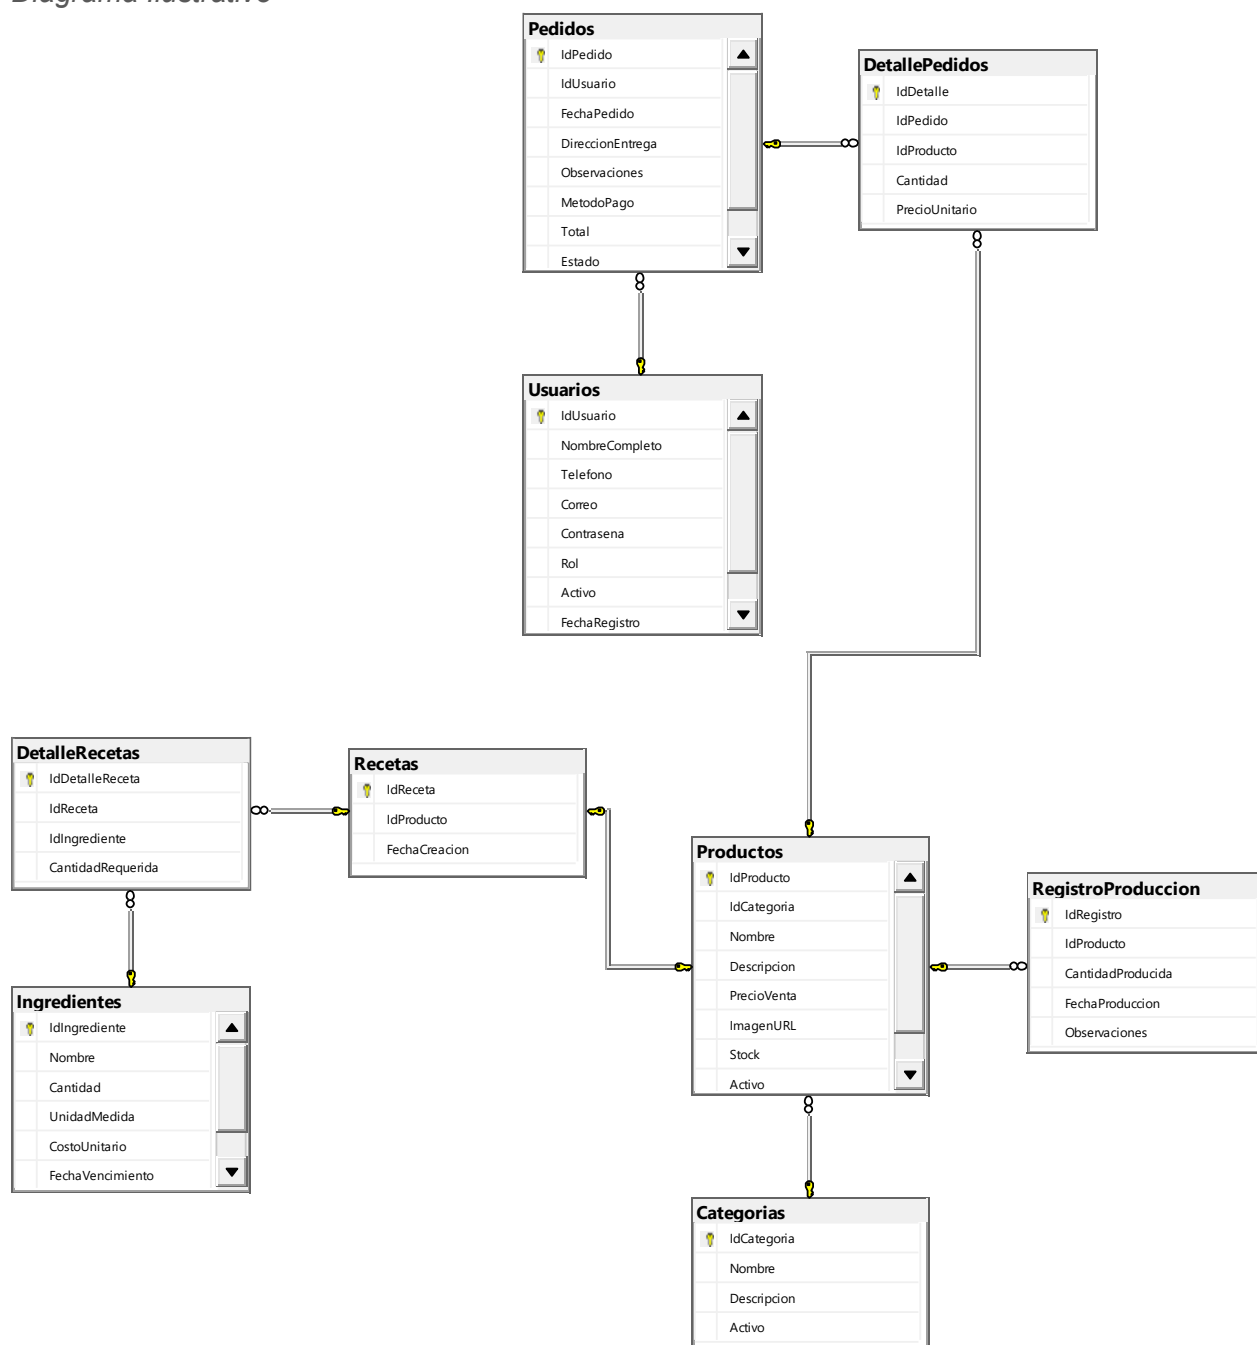 Diagrama Ilustrativo
Pedidos
IdPedido
IdUsuario
FechaPedido
DireccionEntrega
Observaciones
MetodoPago
Total
Estado
DetallePedidos
IdDetalle
IdPedido
IdProducto
Cantidad
PrecioUnitario
Usuarios
IdUsuario
NombreCompleto
Telefono
Correo
Contrasena
Rol
Activo
FechaRegistro
DetalleRecetas
IdDetalleReceta
IdReceta
IdIngrediente
CantidadRequerida
Recetas
IdReceta
IdProducto
FechaCreacion
Productos
IdProducto
IdCategoria
Nombre
Descripcion
PrecioVenta
ImagenURL
Stock
Activo
RegistroProduccion
IdRegistro
IdProducto
CantidadProducida
FechaProduccion
Observaciones
Ingredientes
IdIngrediente
Nombre
Cantidad
UnidadMedida
CostoUnitario
FechaVencimiento
Categorias
IdCategoria
Nombre
Descripcion
Activo